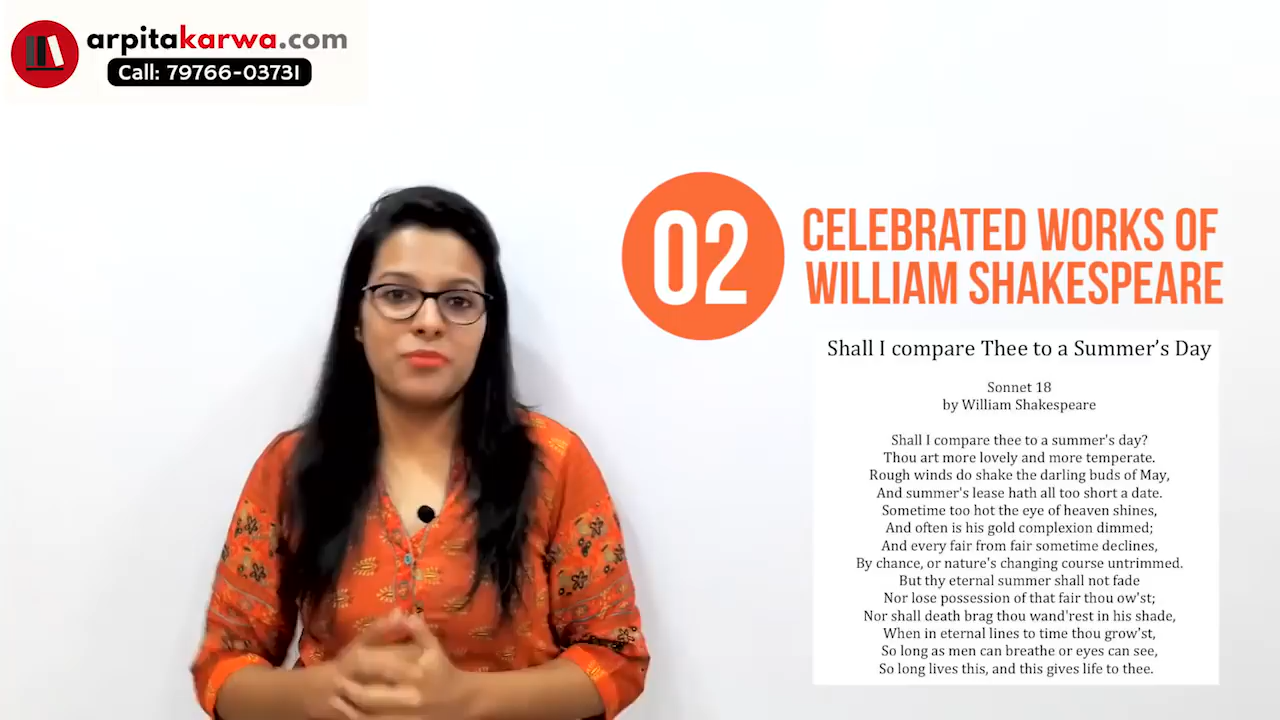 arpitakarwa.com
Call: 79766-03731
02
CELEBRATED WORKS OF
WILLIAM SHAKESPEARE
Shall I compare Thee to a Summer’s Day
Sonnet 18
by William Shakespeare
Shall I compare thee to a summer's day?
Thou art more lovely and more temperate.
Rough winds do shake the darling buds of May,
And summer's lease hath all too short a date.
Sometime too hot the eye of heaven shines,
And often is his gold complexion dimmed;
And every fair from fair sometime declines,
By chance, or nature's changing course untrimmed.
But thy eternal summer shall not fade
Nor lose possession of that fair thou ow'st;
Nor shall death brag thou wand'rest in his shade,
When in eternal lines to time thou grow'st,
So long as men can breathe or eyes can see,
So long lives this, and this gives life to thee.